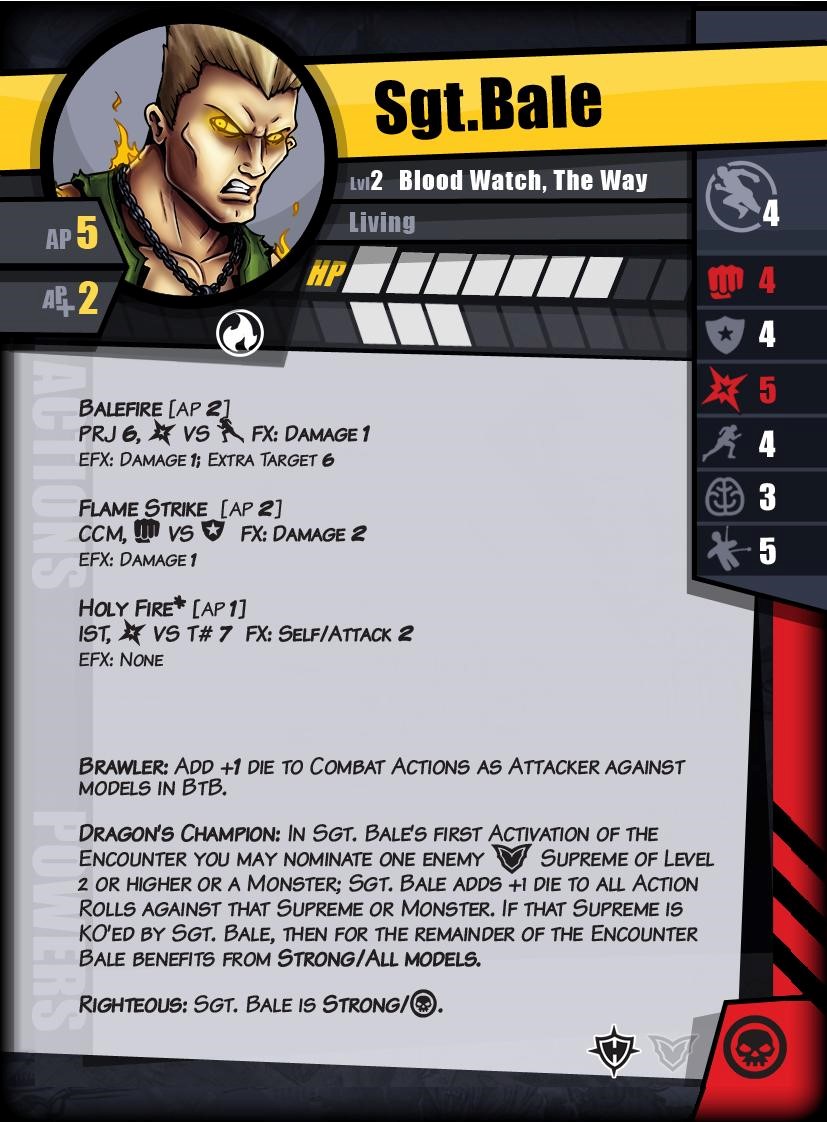 Sgt.Bale
Lvl2 Blood Watch, The Way
Living
AP 5
AP+ 2
HP
4
4
4
5
4
3
5
ACTIONS
BALEFIRE [AP 2]
PRJ 6, VS FX: DAMAGE 1
EFX: DAMAGE 1; EXTRA TARGET 6
FLAME STRIKE [AP 2]
CCM, VS FX: DAMAGE 2
EFX: DAMAGE 1
HOLY FIRE* [AP 1]
IST, VS T# 7 FX: SELF/ATTACK 2
EFX: NONE
POWERS
BRAWLER: ADD +1 DIE TO COMBAT ACTIONS AS ATTACKER AGAINST
MODELS IN BTB.
DRAGON'S CHAMPION: IN SGT. BALE'S FIRST ACTIVATION OF THE
ENCOUNTER YOU MAY NOMINATE ONE ENEMY SUPREME OF LEVEL
2 OR HIGHER OR A MONSTER; SGT. BALE ADDS +1 DIE TO ALL ACTION
ROLLS AGAINST THAT SUPREME OR MONSTER. IF THAT SUPREME IS
KO'ED BY SGT. BALE, THEN FOR THE REMAINDER OF THE ENCOUNTER
BALE BENEFITS FROM STRONG/ALL MODELS.
RIGHTEOUS: SGT. BALE IS STRONG/.
H